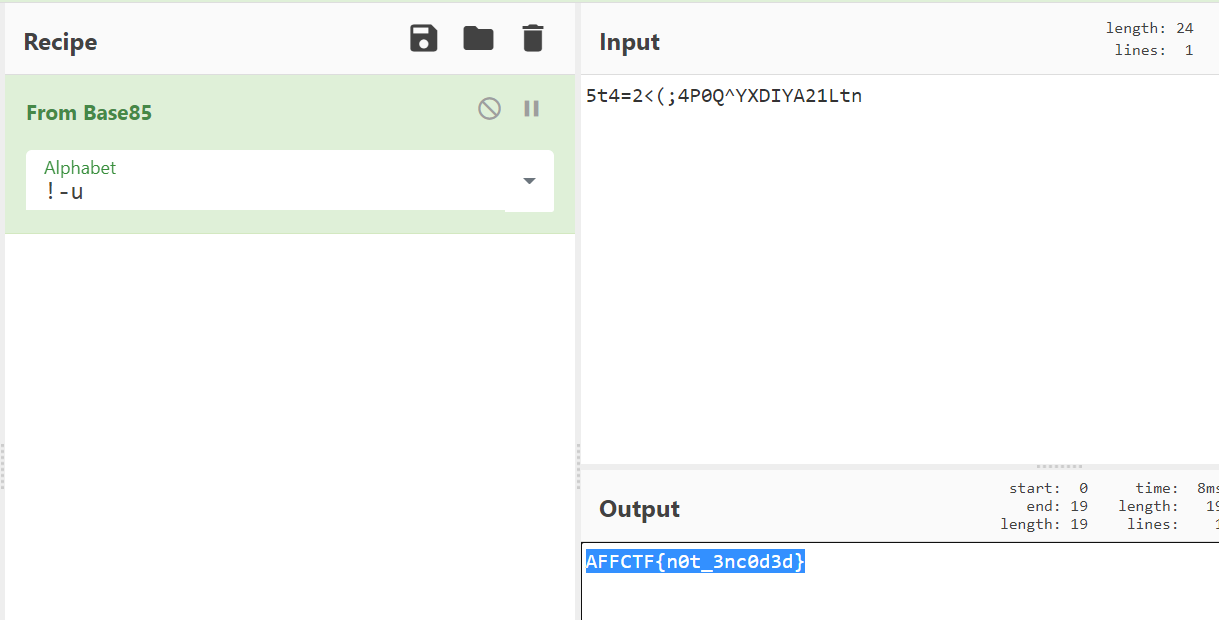 Recipe
From Base85
Alphabet
!-u
Input
length: 24
lines: 1
5t4=2<(;4P0Q^YXDIYA21Ltn
Output
start: 0 time: 8ms
end: 19 length: 19
length: 19 lines: 1
AFFCTF{n0t_3nc0d3d}